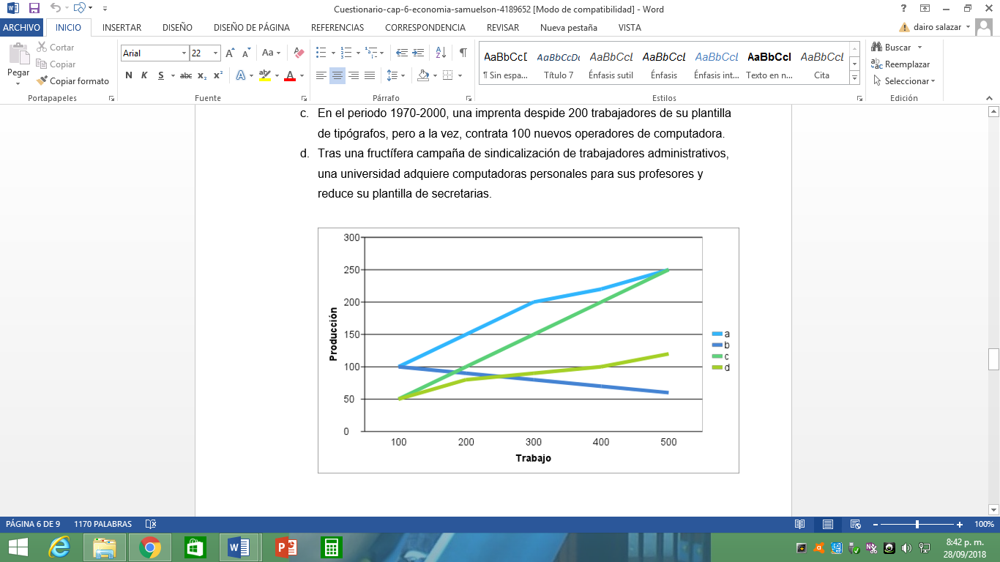 Cuestionario-cap-6-economia-samuelson-4189652 [Modo de compatibilidad] - Word
ARCHIVO INICIO INSERTAR DISEÑO DISEÑO DE PÁGINA REFERENCIAS CORRESPONDENCIA REVISAR Nueva pestaña VISTA dairo salazar
Pegar
Cortar
Copiar
Copiar formato
Portapapeles
Arial 22
N K S abc x₂ x²
Fuente
Párrafo
AaBbCcD AaBbCcDc AaBbCcL AaBbCcL AaBbCcL AaBbCcl AaBbCcL
¶ Sin espa... Título 7 Énfasis sutil Énfasis Énfasis int... Texto en n... Cita
Estilos
Buscar
Reemplazar
Seleccionar
Edición
c. En el periodo 1970-2000, una imprenta despide 200 trabajadores de su plantilla
de tipógrafos, pero a la vez, contrata 100 nuevos operadores de computadora.
d. Tras una fructífera campaña de sindicalización de trabajadores administrativos,
una universidad adquiere computadoras personales para sus profesores y
reduce su plantilla de secretarias.
300
250
200
150
100
50
0
Producción
100 200 300 400 500
Trabajo
a
b
c
d
PÁGINA 6 DE 9 1170 PALABRAS 100%
8:42 p. m.
28/09/2018